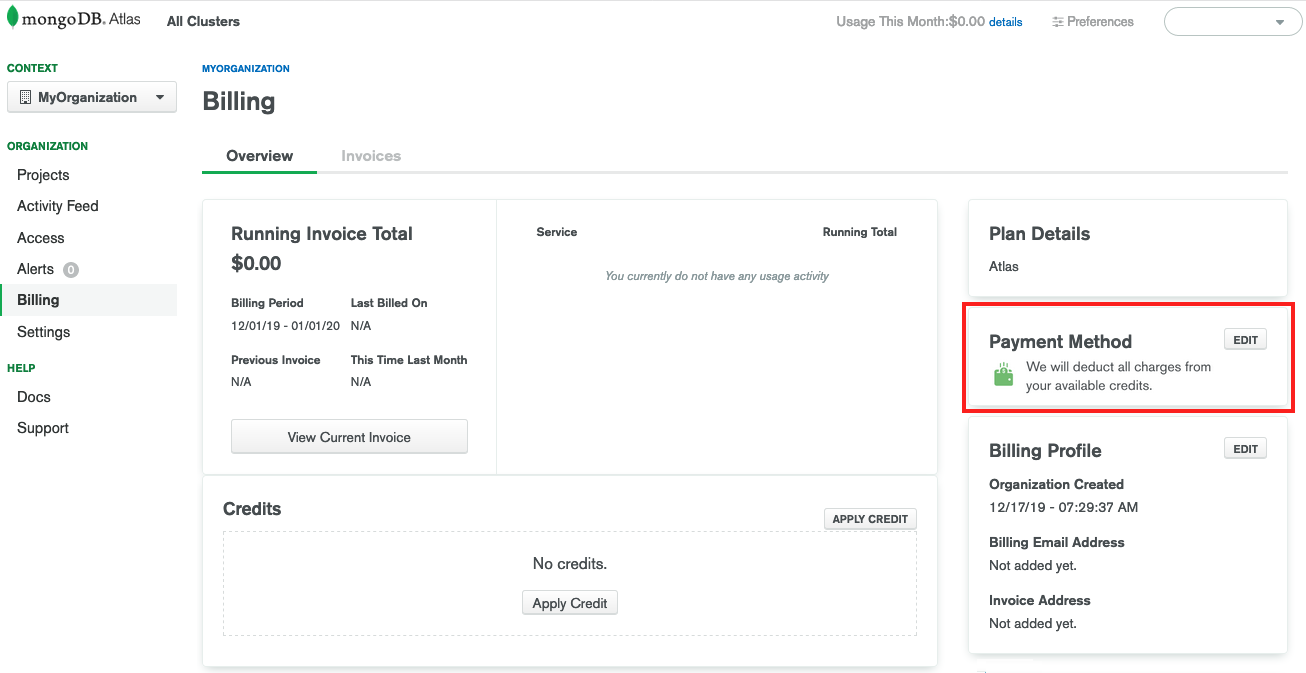 mongoDB. Atlas
All Clusters
Usage This Month:$0.00 details
Preferences
CONTEXT
MyOrganization
ORGANIZATION
Projects
Activity Feed
Access
Alerts 0
Billing
Settings
HELP
Docs
Support
MYORGANIZATION
Billing
Overview
Invoices
Running Invoice Total
$0.00
Billing Period
Last Billed On
12/01/19 - 01/01/20
N/A
Previous Invoice
This Time Last Month
N/A
N/A
View Current Invoice
Service
Running Total
You currently do not have any usage activity
Credits
APPLY CREDIT
No credits.
Apply Credit
Plan Details
Atlas
Payment Method
EDIT
We will deduct all charges from
your available credits.
Billing Profile
EDIT
Organization Created
12/17/19 - 07:29:37 AM
Billing Email Address
Not added yet.
Invoice Address
Not added yet.